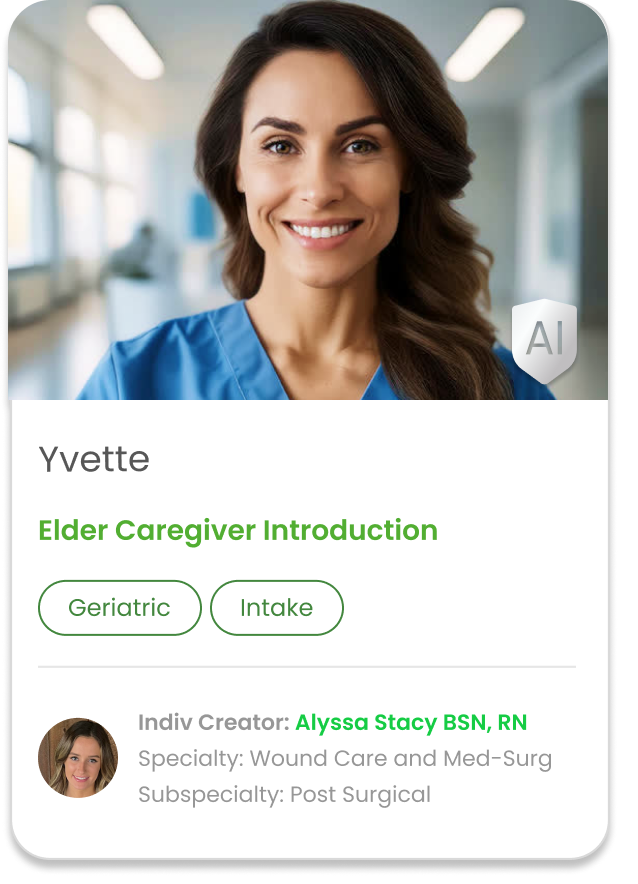 AI
Yvette
Elder Caregiver Introduction
Geriatric Intake
Indiv Creator: Alyssa Stacy BSN, RN
Specialty: Wound Care and Med-Surg
Subspecialty: Post Surgical